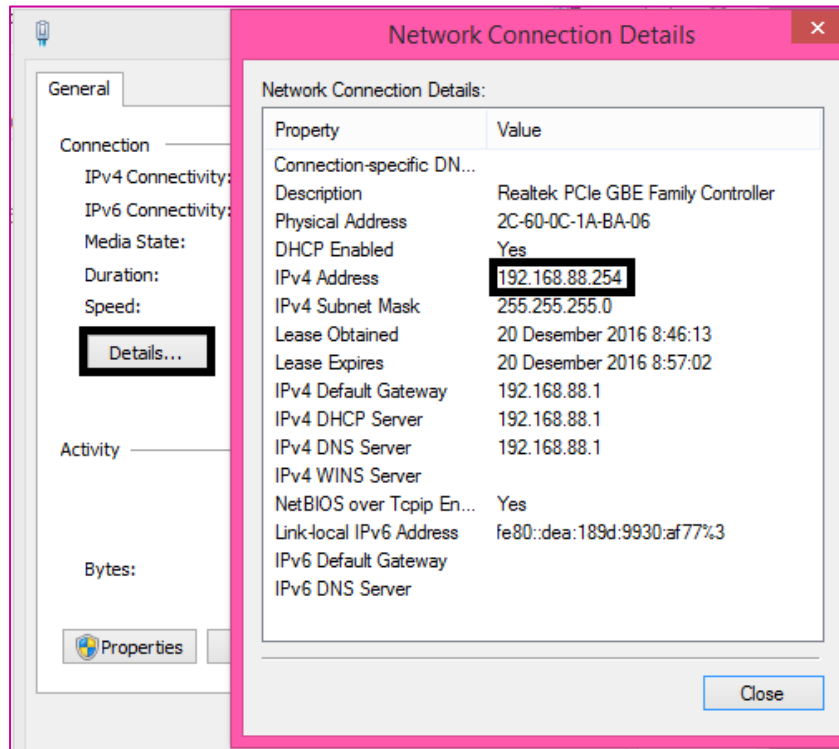 General
Connection
IPv4 Connectivity:
IPv6 Connectivity:
Media State:
Duration:
Speed:
Details...
Activity
Bytes:
Properties
Network Connection Details
×
Network Connection Details:
Property Value
Connection-specific DN...
Description Realtek PCIe GBE Family Controller
Physical Address 2C-60-0C-1A-BA-06
DHCP Enabled Yes
IPv4 Address 192.168.88.254
IPv4 Subnet Mask 255.255.255.0
Lease Obtained 20 Desember 2016 8:46:13
Lease Expires 20 Desember 2016 8:57:02
IPv4 Default Gateway 192.168.88.1
IPv4 DHCP Server 192.168.88.1
IPv4 DNS Server 192.168.88.1
IPv4 WINS Server
NetBIOS over Tcpip En... Yes
Link-local IPv6 Address fe80::dea:189d:9930:af77%3
IPv6 Default Gateway
IPv6 DNS Server
Close